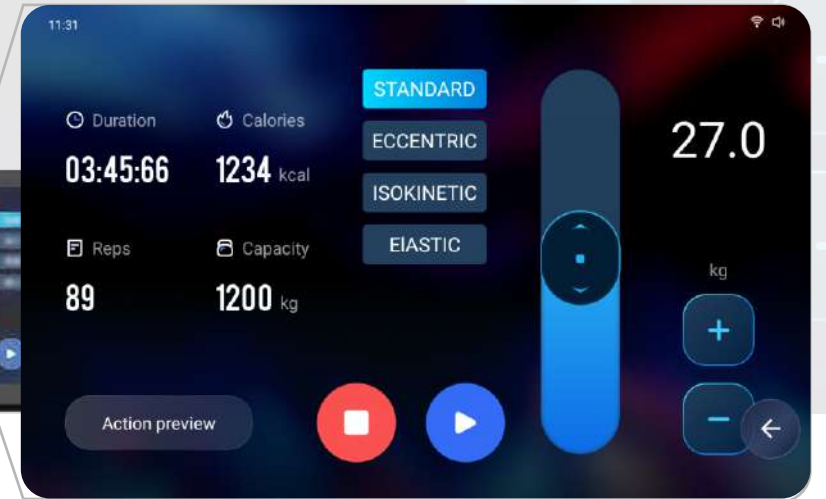 11:31
Duration
Calories
03:45:66
1234 kcal
Reps
Capacity
89
1200 kg
STANDARD
ECCENTRIC
ISOKINETIC
ElASTIC
27.0
kg
+
−
Action preview